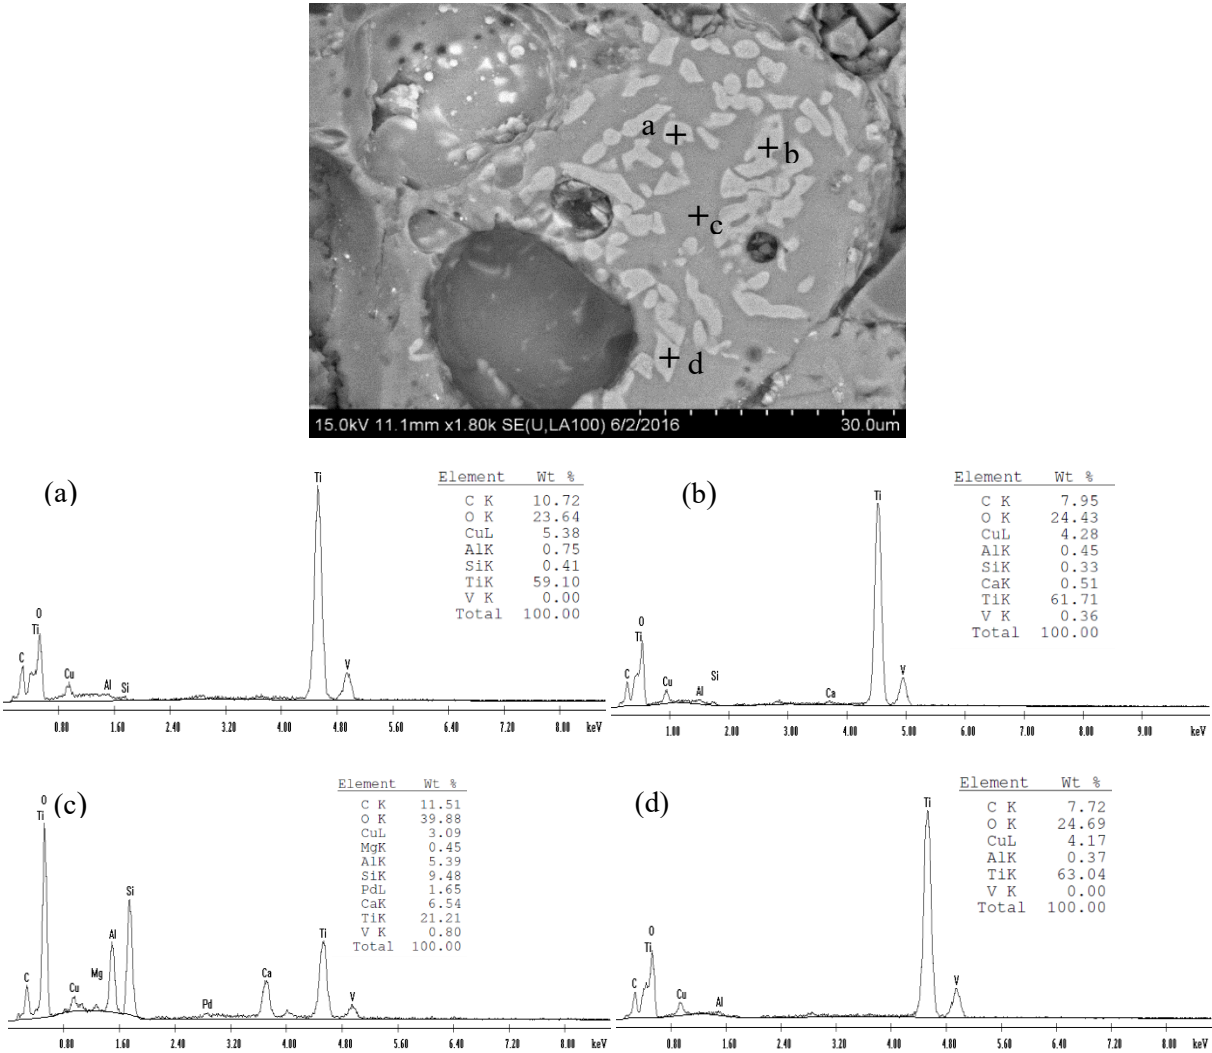 a
b
c
d
15.0kV 11.1mm x1.80k SE(U,LA100) 6/2/2016 30.0um
(a)
Element Wt %
C K 10.72
O K 23.64
CuL 5.38
AlK 0.75
SiK 0.41
TiK 59.10
V K 0.00
Total 100.00
Ti
O
Ti
C
Cu
Al
Si
V
0.80 1.60 2.40 3.20 4.00 4.80 5.60 6.40 7.20 8.00 keV
(b)
Element Wt %
C K 7.95
O K 24.43
CuL 4.28
AlK 0.45
SiK 0.33
CaK 0.51
TiK 61.71
V K 0.36
Total 100.00
Ti
O
Ti
C
Cu
Al
Si
Ca
V
1.00 2.00 3.00 4.00 5.00 6.00 7.00 8.00 9.00 keV
(c)
Element Wt %
C K 11.51
O K 39.88
CuL 3.09
MgK 0.45
AlK 5.39
SiK 9.48
PdL 1.65
CaK 6.54
TiK 21.21
V K 0.80
Total 100.00
O
Ti
C
Cu
Mg
Al
Si
Pd
Ca
Ti
V
0.80 1.60 2.40 3.20 4.00 4.80 5.60 6.40 7.20 8.00 keV
(d)
Element Wt %
C K 7.72
O K 24.69
CuL 4.17
AlK 0.37
TiK 63.04
V K 0.00
Total 100.00
Ti
O
Ti
C
Cu
Al
V
0.80 1.60 2.40 3.20 4.00 4.80 5.60 6.40 7.20 8.00 keV